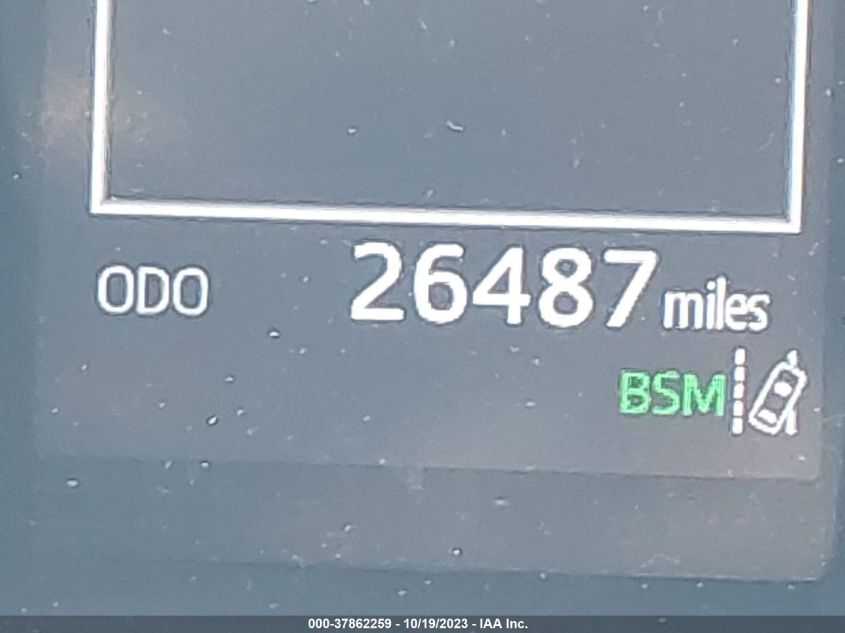 ODO 26487 miles
BSM
000-37862259 - 10/19/2023 - IAA Inc.